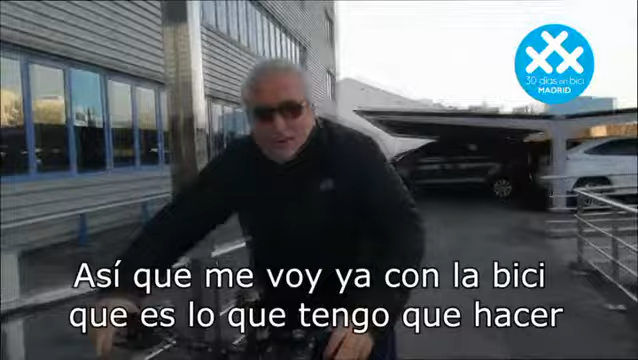 30 días en bici
MADRID
Así que me voy ya con la bici
que es lo que tengo que hacer